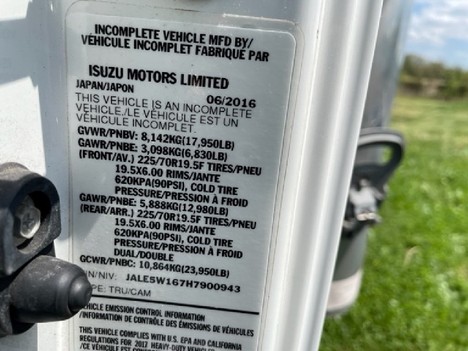 INCOMPLETE VEHICLE MFD BY/
VÉHICULE INCOMPLET FABRIQUÉ PAR
ISUZU MOTORS LIMITED
JAPAN/JAPON 06/2016
THIS VEHICLE IS AN INCOMPLETE
VEHICLE./LE VÉHICULE EST UN
VÉHICULE INCOMPLET.
GVWR/PNBV: 8,142KG(17,950LB)
GAWR/PNBE: 3,098KG(6,830LB)
(FRONT/AV.) 225/70R19.5F TIRES/PNEU
19.5X6.00 RIMS/JANTE
620KPA(90PSI), COLD TIRE
PRESSURE/PRESSION À FROID
GAWR/PNBE: 5,888KG(12,980LB)
(REAR/ARR.) 225/70R19.5F TIRES/PNEU
19.5X6.00 RIMS/JANTE
620KPA(90PSI), COLD TIRE
PRESSURE/PRESSION À FROID
DUAL/DOUBLE
GCWR/PNBC: 10,864KG(23,950LB)
VIN/NIV: JALE5W167H7900943
TYPE: TRU/CAM
VEHICLE EMISSION CONTROL INFORMATION
/INFORMATION DE CONTRÔLE DES ÉMISSIONS DE VÉHICULES
THIS VEHICLE COMPLIES WITH U.S. EPA AND CALIFORNIA
REGULATIONS FOR 2017 HEAVY-DUTY VEHICLES.